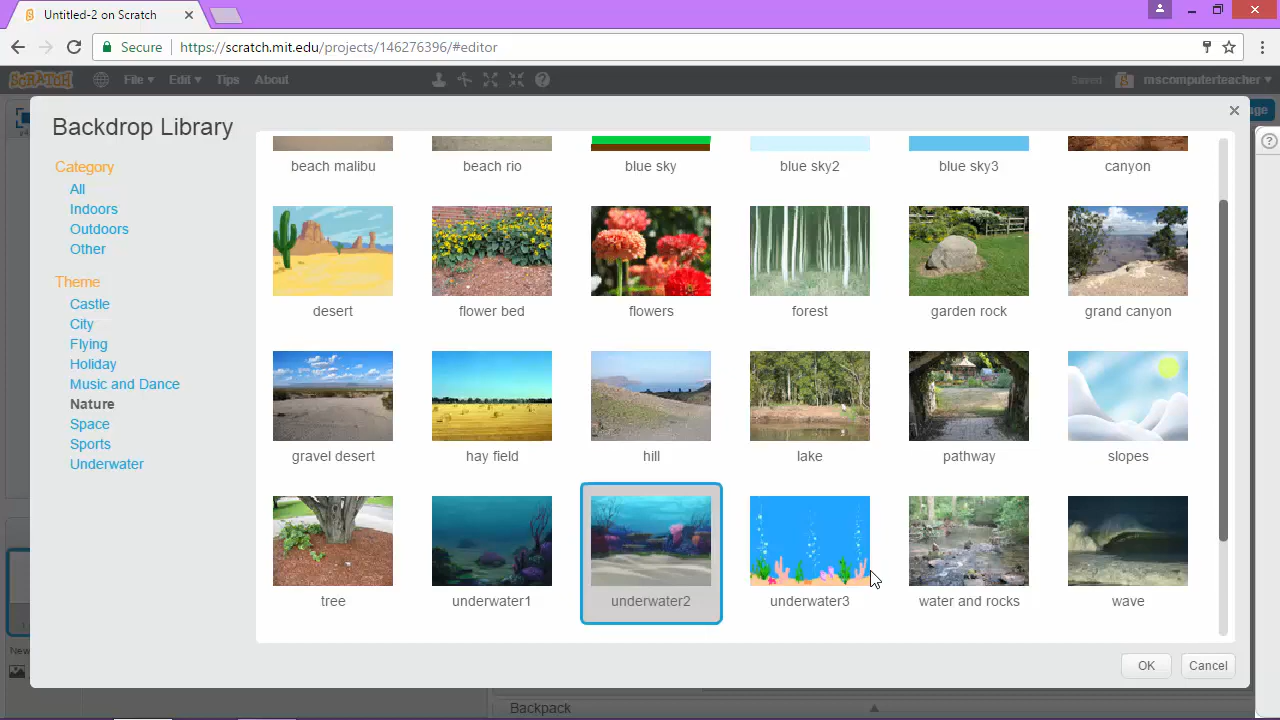 Untitled-2 on Scratch
Secure https://scratch.mit.edu/projects/146276396/#editor
SCRATCH File Edit Tips About Saved mscomputerteacher
Backdrop Library
Category
All
Indoors
Outdoors
Other
Theme
Castle
City
Flying
Holiday
Music and Dance
Nature
Space
Sports
Underwater
beach malibu beach rio blue sky blue sky2 blue sky3 canyon
desert flower bed flowers forest garden rock grand canyon
gravel desert hay field hill lake pathway slopes
tree underwater1 underwater2 underwater3 water and rocks wave
OK Cancel
New
Backpack